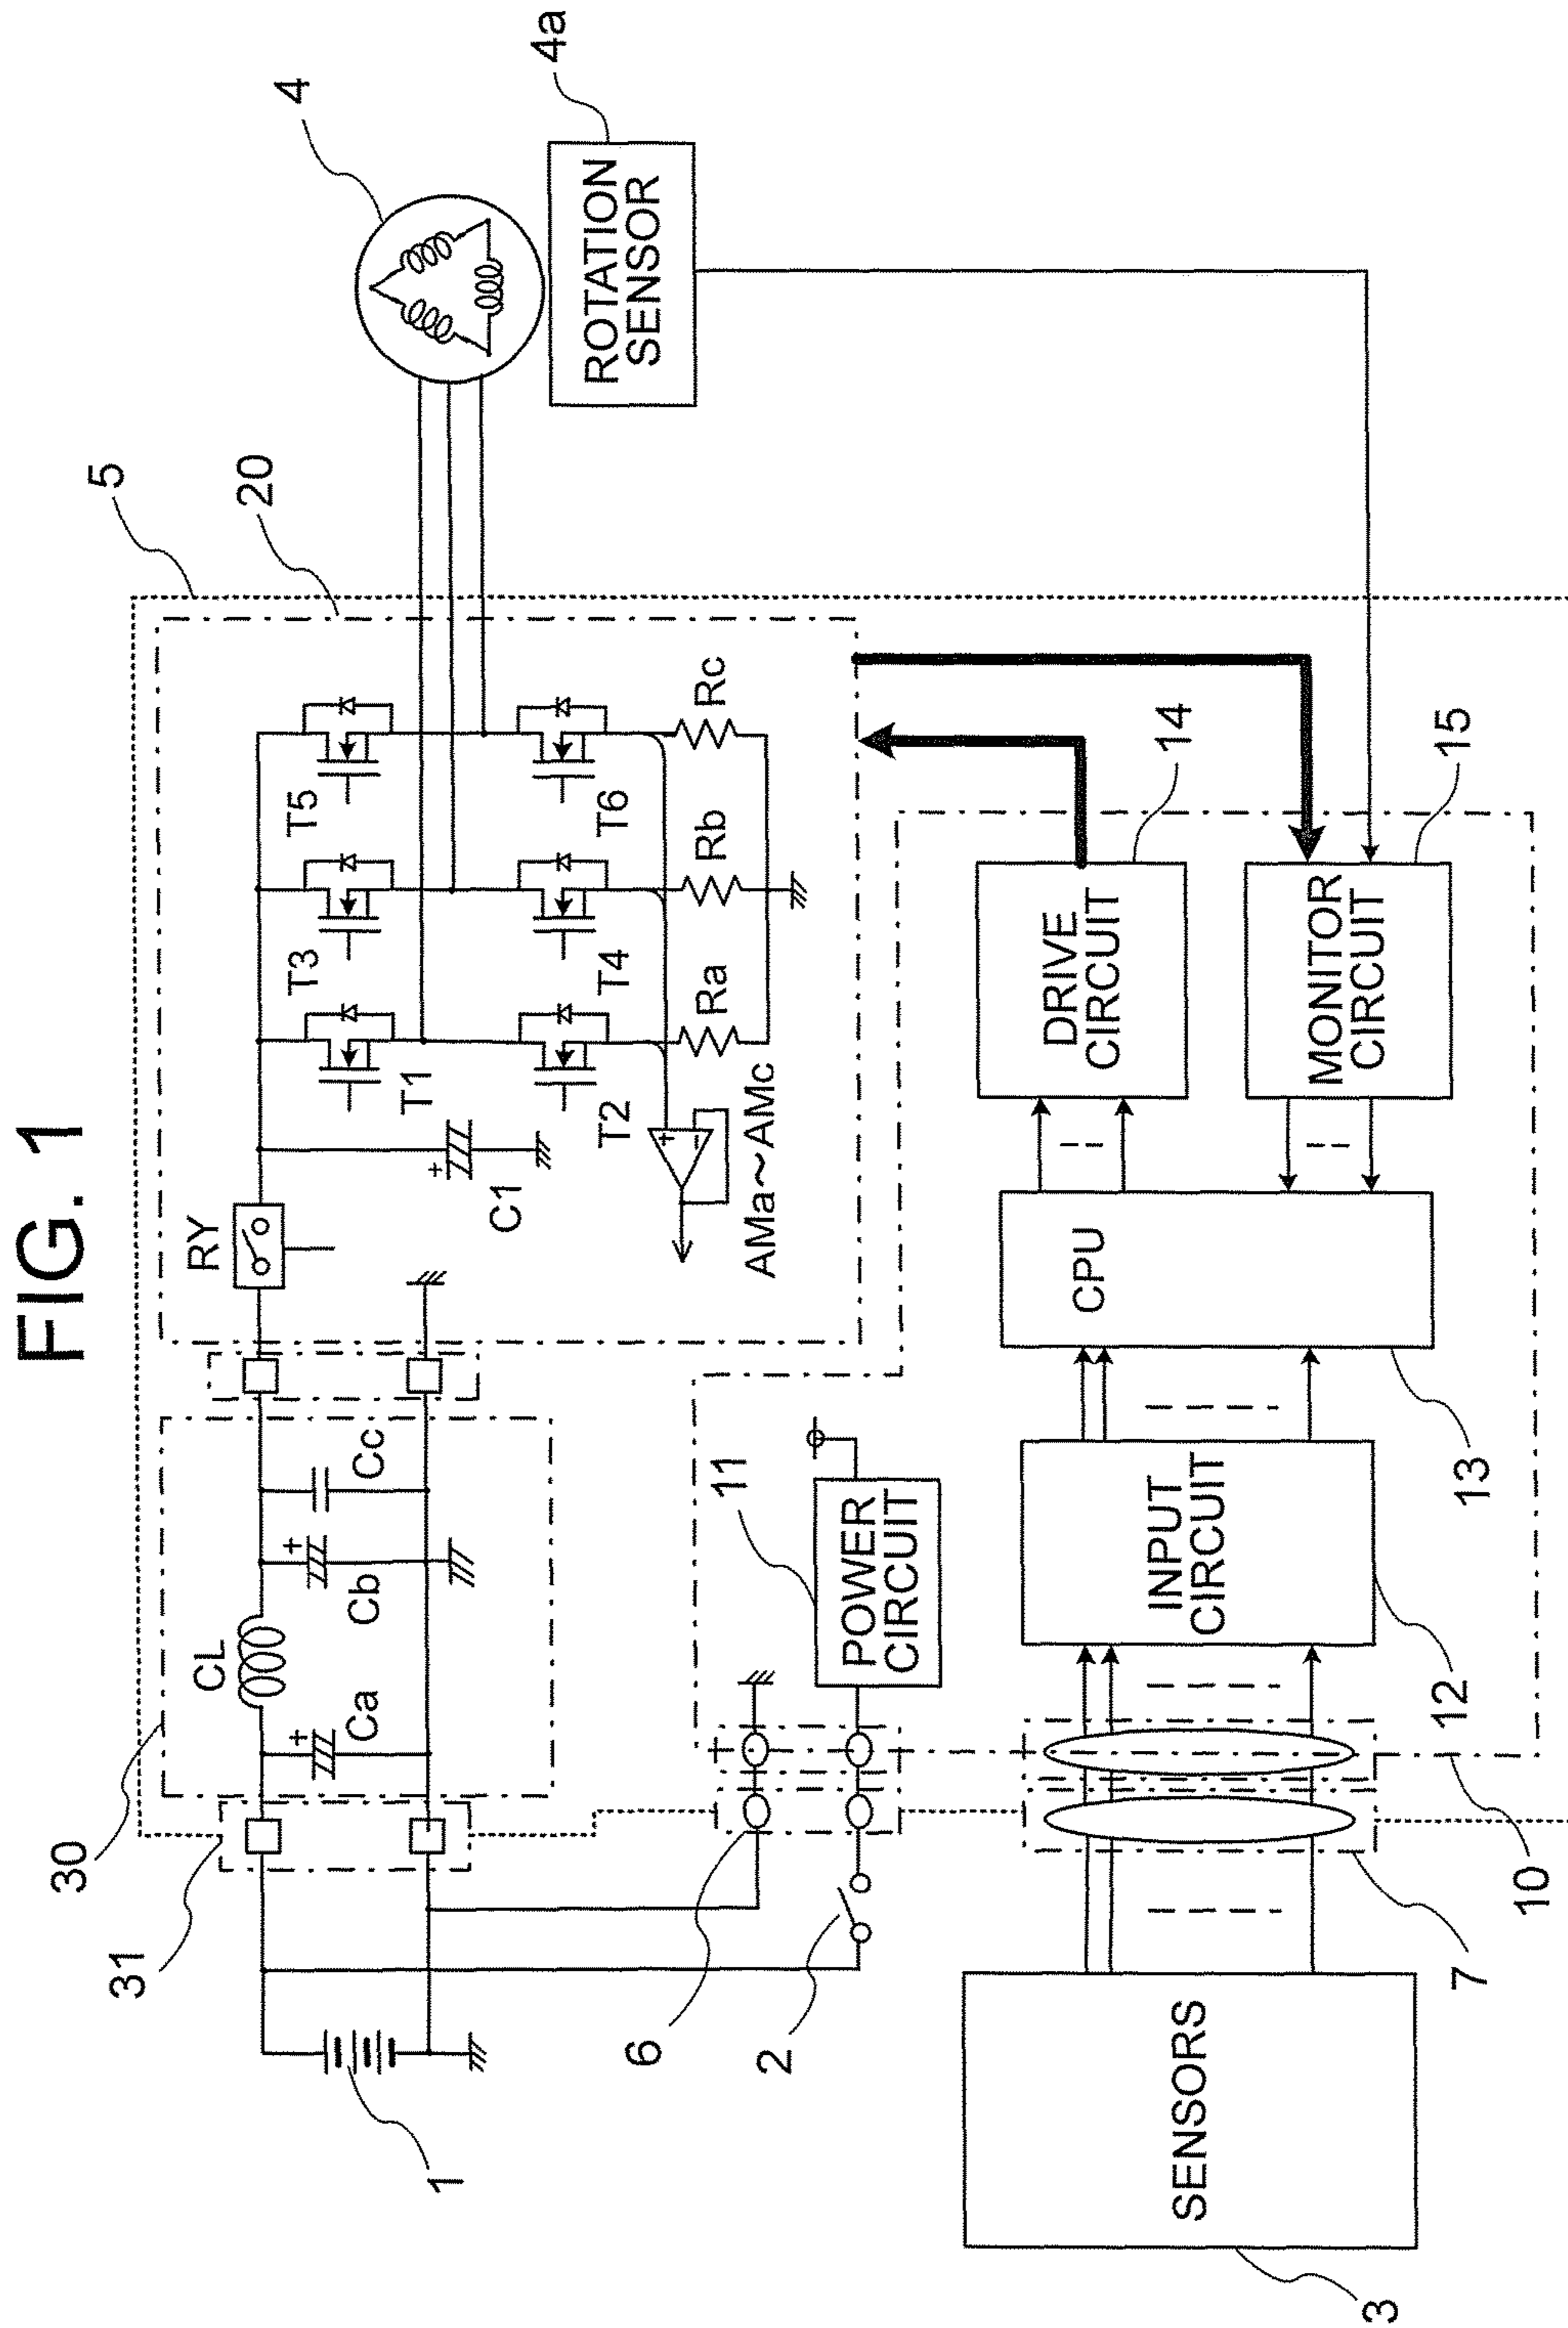 FIG. 1
5
20
4
4a
30
31
CL
Ca
Cb
Cc
RY
C1
T1
T3
T5
T2
T4
T6
Ra
Rb
Rc
AMa~AMc
+
+
+
+
−
1
6
2
11
POWER
CIRCUIT
ROTATION
SENSOR
SENSORS
3
7
10
12
INPUT
CIRCUIT
13
CPU
DRIVE
CIRCUIT
14
MONITOR
CIRCUIT
15